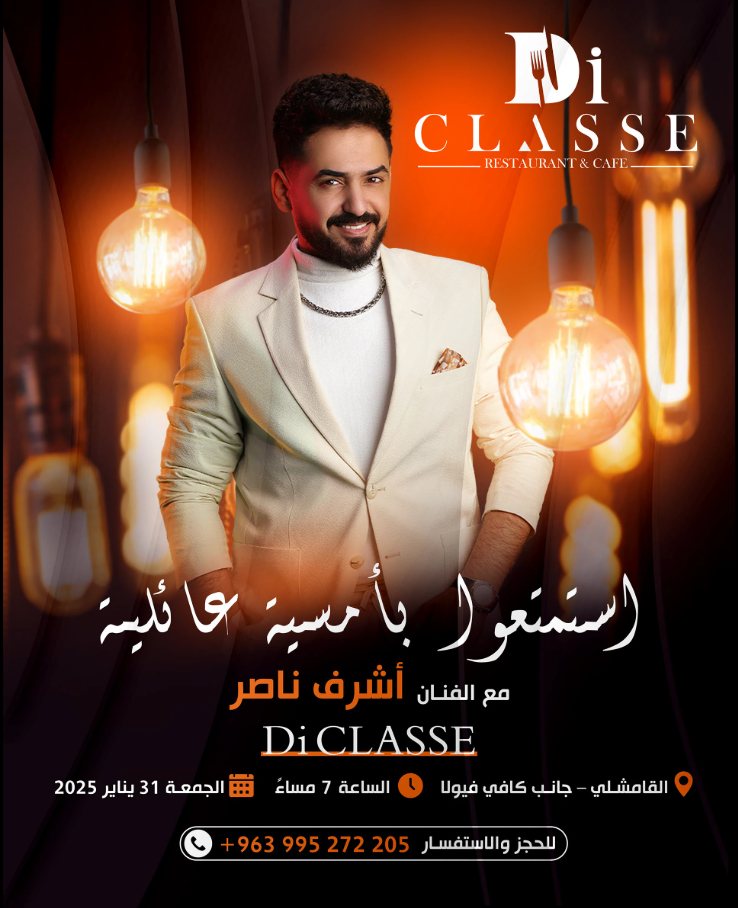 Di
CLASSE
RESTAURANT & CAFE
استمتعوا بأمسية عائلية
مع الفنان أشرف ناصر
Di CLASSE
القامشلي – جانب كافي فيولا الساعة 7 مساءً الجمعة 31 يناير 2025
للحجز والاستفسار +963 995 272 205